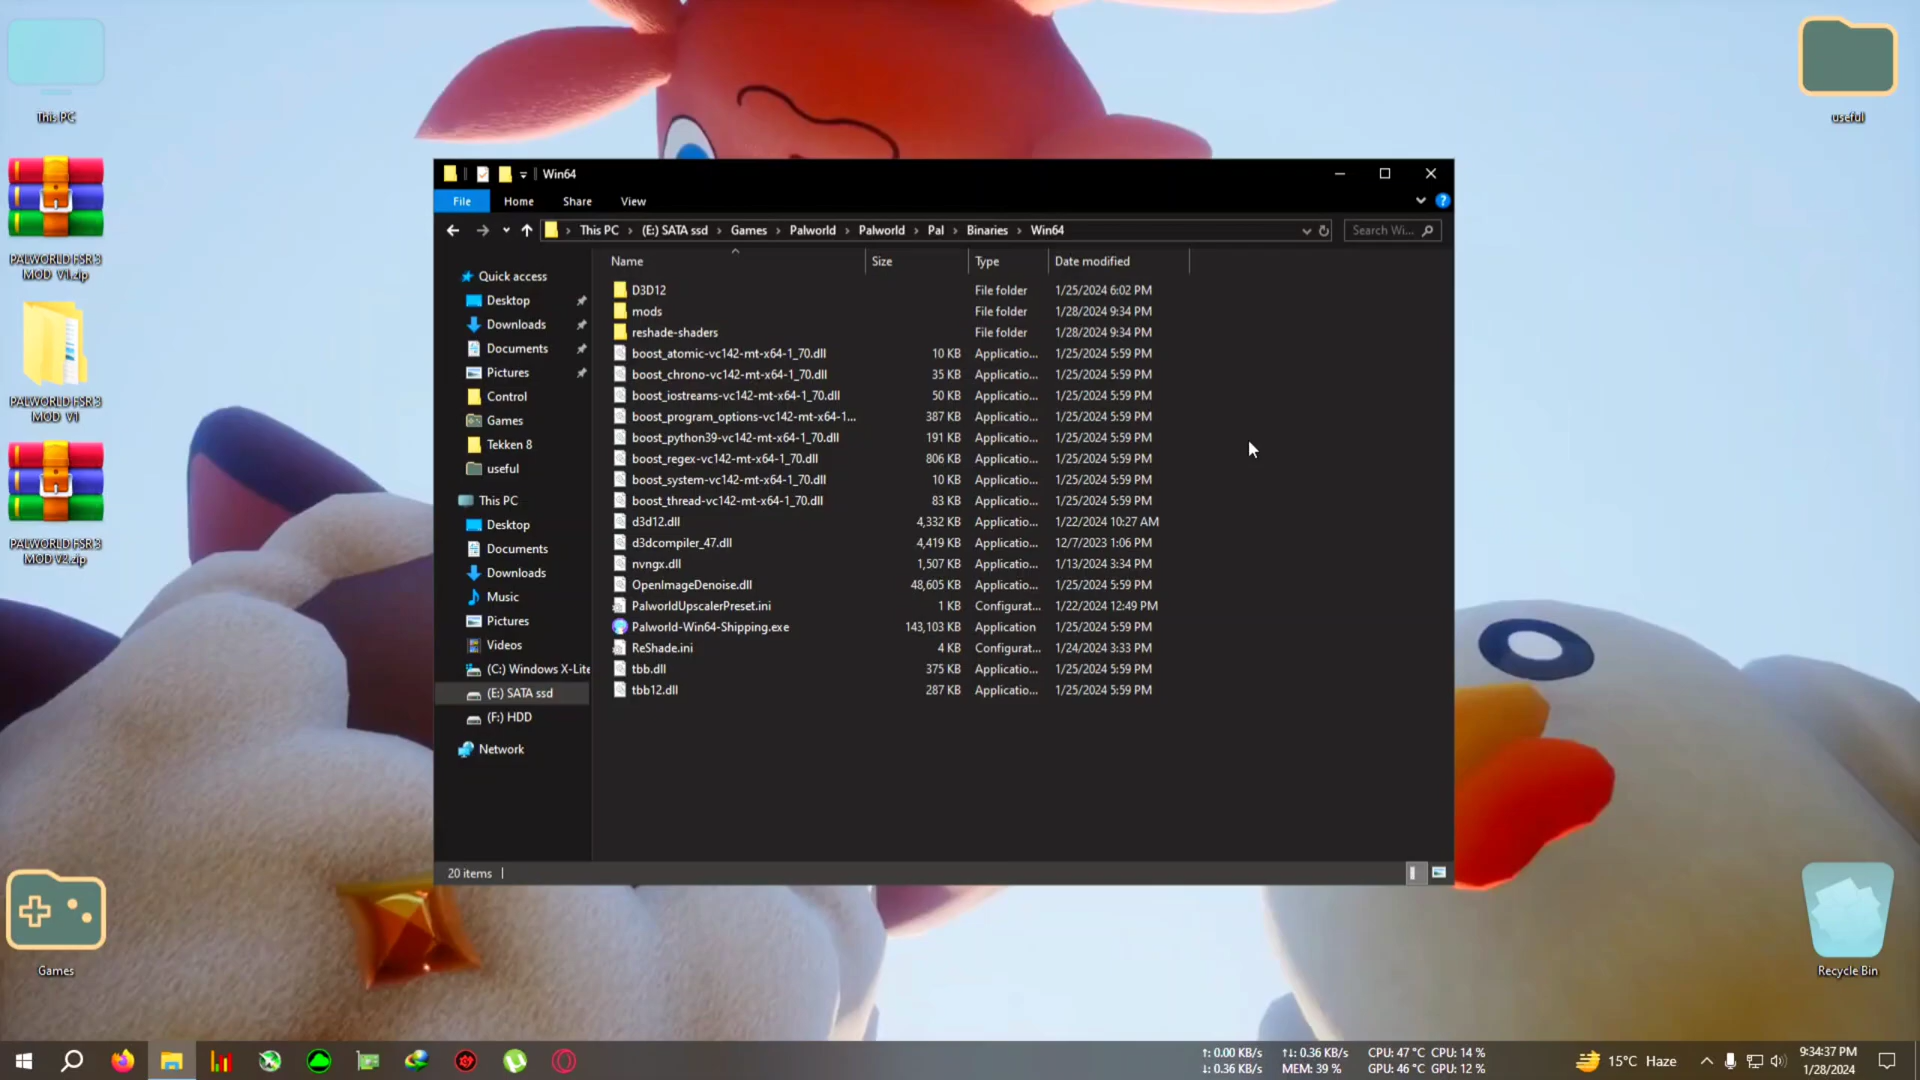 This PC
PALWORLD FSR 3
MOD V1.zip
PALWORLD FSR 3
MOD V1
PALWORLD FSR 3
MOD V2.zip
Games
useful
Recycle Bin
Win64
File
Home
Share
View
This PC
(E:) SATA ssd
Games
Palworld
Palworld
Pal
Binaries
Win64
Search Wi...
Quick access
Desktop
Downloads
Documents
Pictures
Control
Games
Tekken 8
useful
This PC
Desktop
Documents
Downloads
Music
Pictures
Videos
(C:) Windows X-Lite
(E:) SATA ssd
(F:) HDD
Network
Name Size Type Date modified
D3D12 File folder 1/25/2024 6:02 PM
mods File folder 1/28/2024 9:34 PM
reshade-shaders File folder 1/28/2024 9:34 PM
boost_atomic-vc142-mt-x64-1_70.dll 10 KB Applicatio... 1/25/2024 5:59 PM
boost_chrono-vc142-mt-x64-1_70.dll 35 KB Applicatio... 1/25/2024 5:59 PM
boost_iostreams-vc142-mt-x64-1_70.dll 50 KB Applicatio... 1/25/2024 5:59 PM
boost_program_options-vc142-mt-x64-1... 387 KB Applicatio... 1/25/2024 5:59 PM
boost_python39-vc142-mt-x64-1_70.dll 191 KB Applicatio... 1/25/2024 5:59 PM
boost_regex-vc142-mt-x64-1_70.dll 806 KB Applicatio... 1/25/2024 5:59 PM
boost_system-vc142-mt-x64-1_70.dll 10 KB Applicatio... 1/25/2024 5:59 PM
boost_thread-vc142-mt-x64-1_70.dll 83 KB Applicatio... 1/25/2024 5:59 PM
d3d12.dll 4,332 KB Applicatio... 1/22/2024 10:27 AM
d3dcompiler_47.dll 4,419 KB Applicatio... 12/7/2023 1:06 PM
nvngx.dll 1,507 KB Applicatio... 1/13/2024 3:34 PM
OpenImageDenoise.dll 48,605 KB Applicatio... 1/25/2024 5:59 PM
PalworldUpscalerPreset.ini 1 KB Configurat... 1/22/2024 12:49 PM
Palworld-Win64-Shipping.exe 143,103 KB Application 1/25/2024 5:59 PM
ReShade.ini 4 KB Configurat... 1/24/2024 3:33 PM
tbb.dll 375 KB Applicatio... 1/25/2024 5:59 PM
tbb12.dll 287 KB Applicatio... 1/25/2024 5:59 PM
20 items
↑: 0.00 KB/s ↑↓: 0.36 KB/s CPU: 47 °C CPU: 14 %
↓: 0.36 KB/s MEM: 39 % GPU: 46 °C GPU: 12 %
15°C Haze
9:34:37 PM
1/28/2024